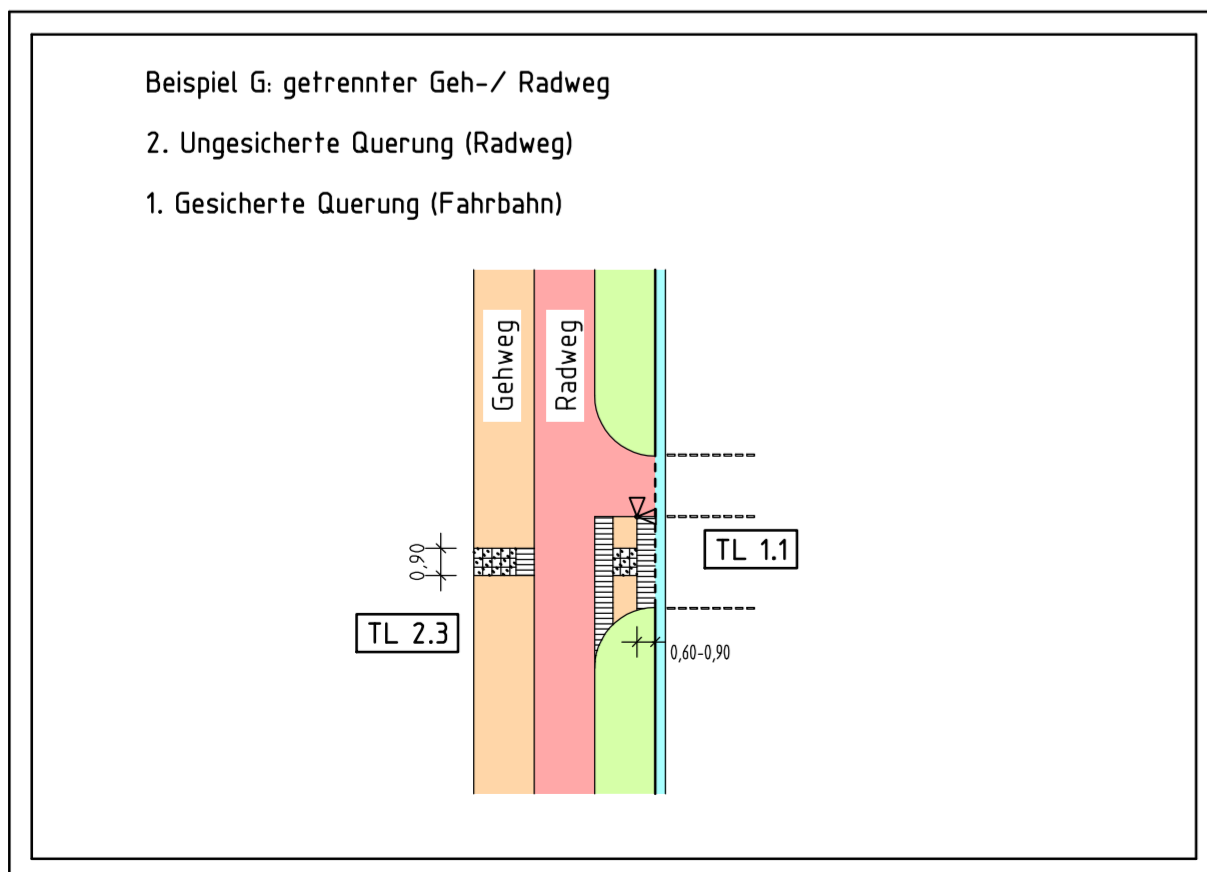 Beispiel G: getrennter Geh-/ Radweg
2. Ungesicherte Querung (Radweg)
1. Gesicherte Querung (Fahrbahn)
Gehweg
Radweg
0,90
TL 1.1
TL 2.3
0,60-0,90